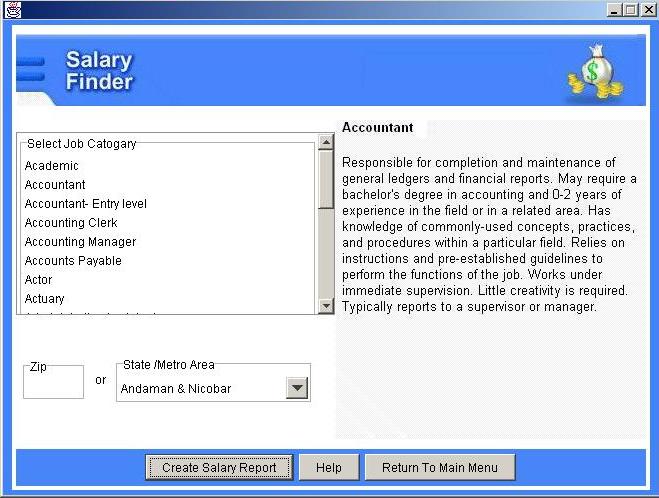 Salary
Finder
$
Select Job Catogary
Academic
Accountant
Accountant- Entry level
Accounting Clerk
Accounting Manager
Accounts Payable
Actor
Actuary
Accountant
Responsible for completion and maintenance of
general ledgers and financial reports. May require a
bachelor's degree in accounting and 0-2 years of
experience in the field or in a related area. Has
knowledge of commonly-used concepts, practices,
and procedures within a particular field. Relies on
instructions and pre-established guidelines to
perform the functions of the job. Works under
immediate supervision. Little creativity is required.
Typically reports to a supervisor or manager.
Zip
or
State /Metro Area
Andaman & Nicobar
Create Salary Report
Help
Return To Main Menu